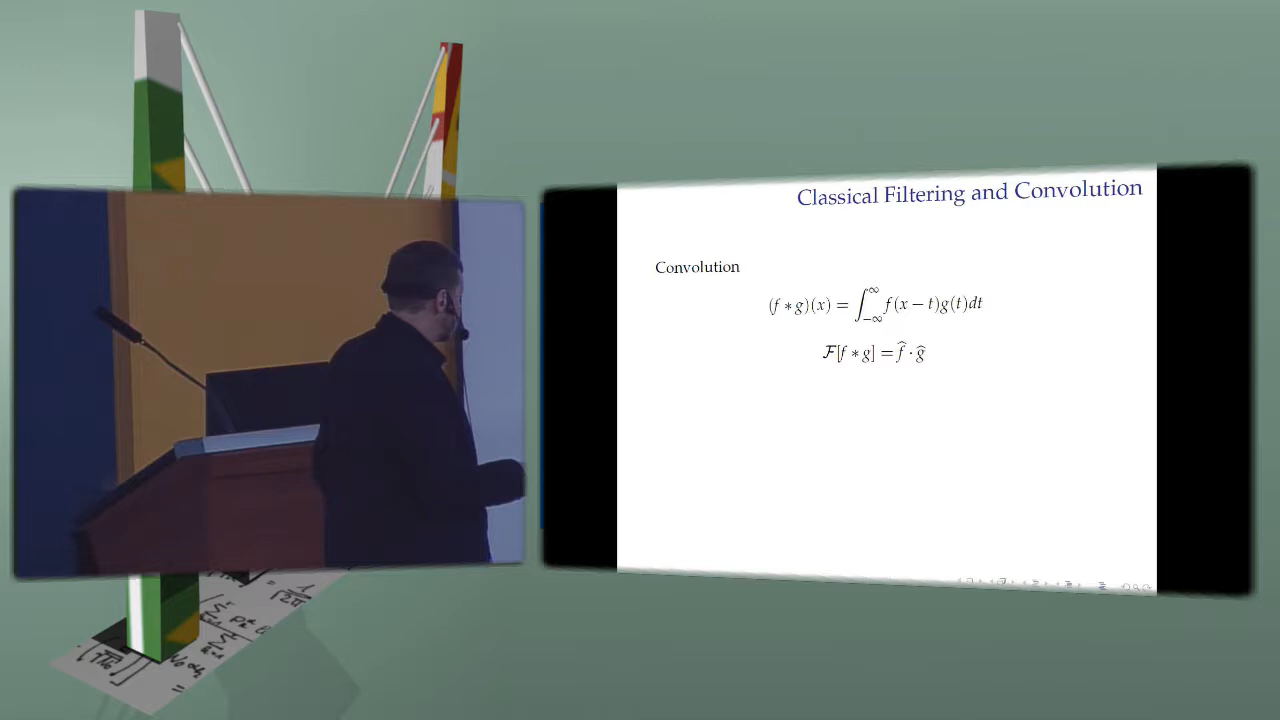 Classical Filtering and Convolution
Convolution
(f * g)(x) = ∫_{-∞}^{∞} f(x − t)g(t)dt
𝓕[f * g] = f̂ · ĝ